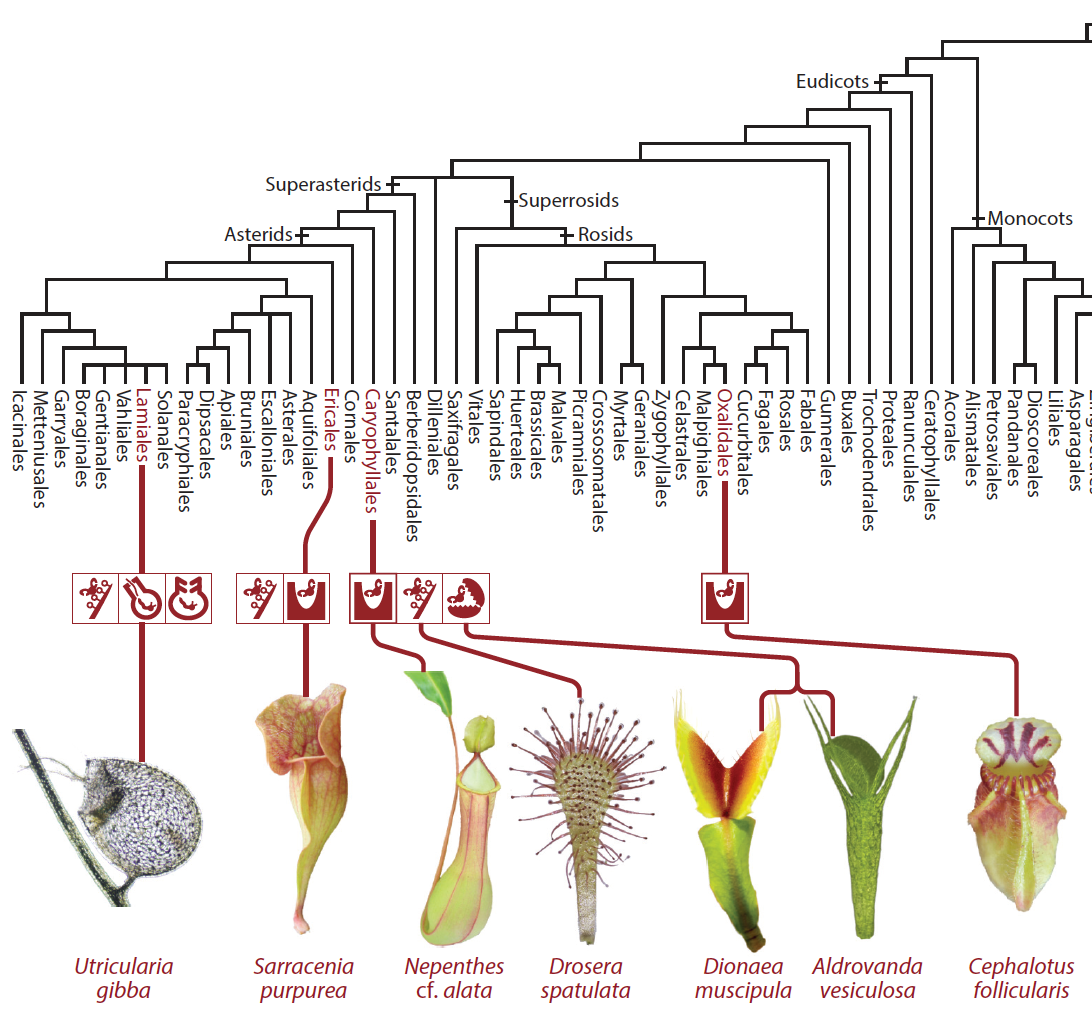 Eudicots
Superasterids
Superrosids
Monocots
Asterids
Rosids
Icacinales
Metteniusales
Garryales
Boraginales
Gentianales
Vahliales
Lamiales
Solanales
Paracryphiales
Dipsacales
Apiales
Bruniales
Escalloniales
Asterales
Aquifoliales
Ericales
Cornales
Caryophyllales
Santalales
Berberidopsidales
Dilleniales
Saxifragales
Vitales
Sapindales
Huerteales
Brassicales
Malvales
Picramniales
Crossosomatales
Myrtales
Geraniales
Zygophyllales
Celastrales
Malpighiales
Oxalidales
Cucurbitales
Fagales
Rosales
Fabales
Gunnerales
Buxales
Trochodendrales
Proteales
Ranunculales
Ceratophyllales
Acorales
Alismatales
Petrosaviales
Pandanales
Dioscoreales
Liliales
Asparagales
Utricularia
gibba
Sarracenia
purpurea
Nepenthes
cf. alata
Drosera
spatulata
Dionaea
muscipula
Aldrovanda
vesiculosa
Cephalotus
follicularis